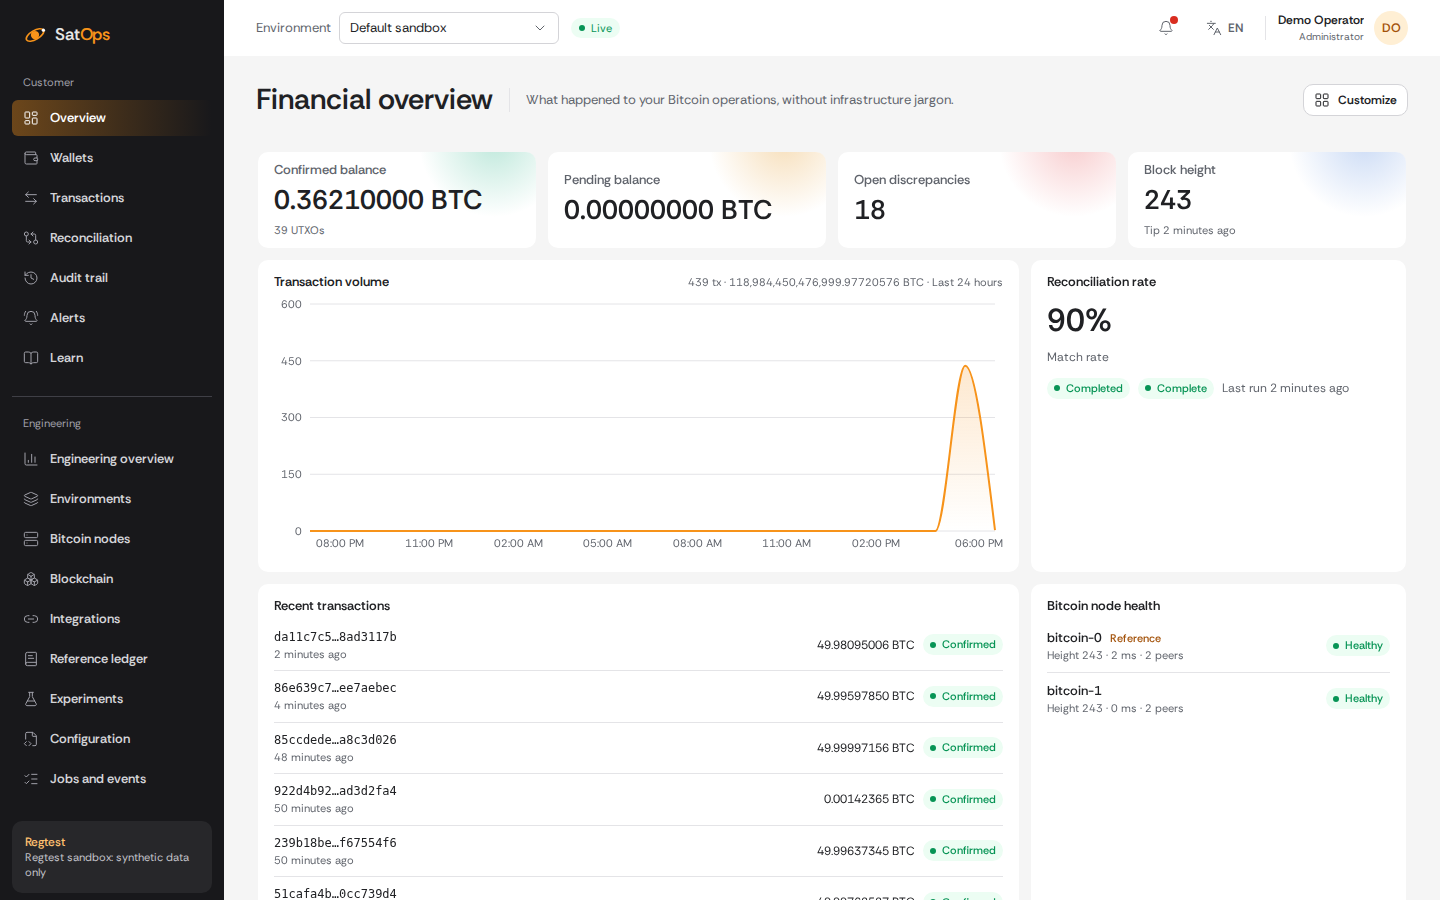 SatOps
Environment
Default sandbox
Live
EN
Demo Operator
Administrator
DO
Customer
Overview
Wallets
Transactions
Reconciliation
Audit trail
Alerts
Learn
Engineering
Engineering overview
Environments
Bitcoin nodes
Blockchain
Integrations
Reference ledger
Experiments
Configuration
Jobs and events
Regtest
Regtest sandbox: synthetic data
only
Financial overview
What happened to your Bitcoin operations, without infrastructure jargon.
Customize
Confirmed balance
0.36210000 BTC
39 UTXOs
Pending balance
0.00000000 BTC
Open discrepancies
18
Block height
243
Tip 2 minutes ago
Transaction volume
439 tx · 118,984,450,476,999.97720576 BTC · Last 24 hours
600
450
300
150
0
08:00 PM 11:00 PM 02:00 AM 05:00 AM 08:00 AM 11:00 AM 02:00 PM 06:00 PM
Reconciliation rate
90%
Match rate
Completed Complete Last run 2 minutes ago
Recent transactions
da11c7c5…8ad3117b
2 minutes ago
49.98095006 BTC Confirmed
86e639c7…ee7aebec
4 minutes ago
49.99597850 BTC Confirmed
85ccdede…a8c3d026
48 minutes ago
49.99997156 BTC Confirmed
922d4b92…ad3d2fa4
50 minutes ago
0.00142365 BTC Confirmed
239b18be…f67554f6
50 minutes ago
49.99637345 BTC Confirmed
51cafa4b…0cc739d4
Bitcoin node health
bitcoin-0 Reference
Height 243 · 2 ms · 2 peers
Healthy
bitcoin-1
Height 243 · 0 ms · 2 peers
Healthy